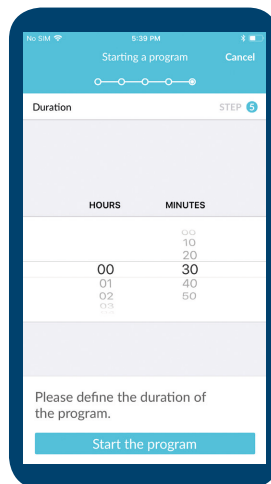 No SIM 5:39 PM
Starting a program Cancel
Duration STEP 5
HOURS MINUTES
00
10
20
00 30
01 40
02 50
03
Please define the duration of
the program.
Start the program